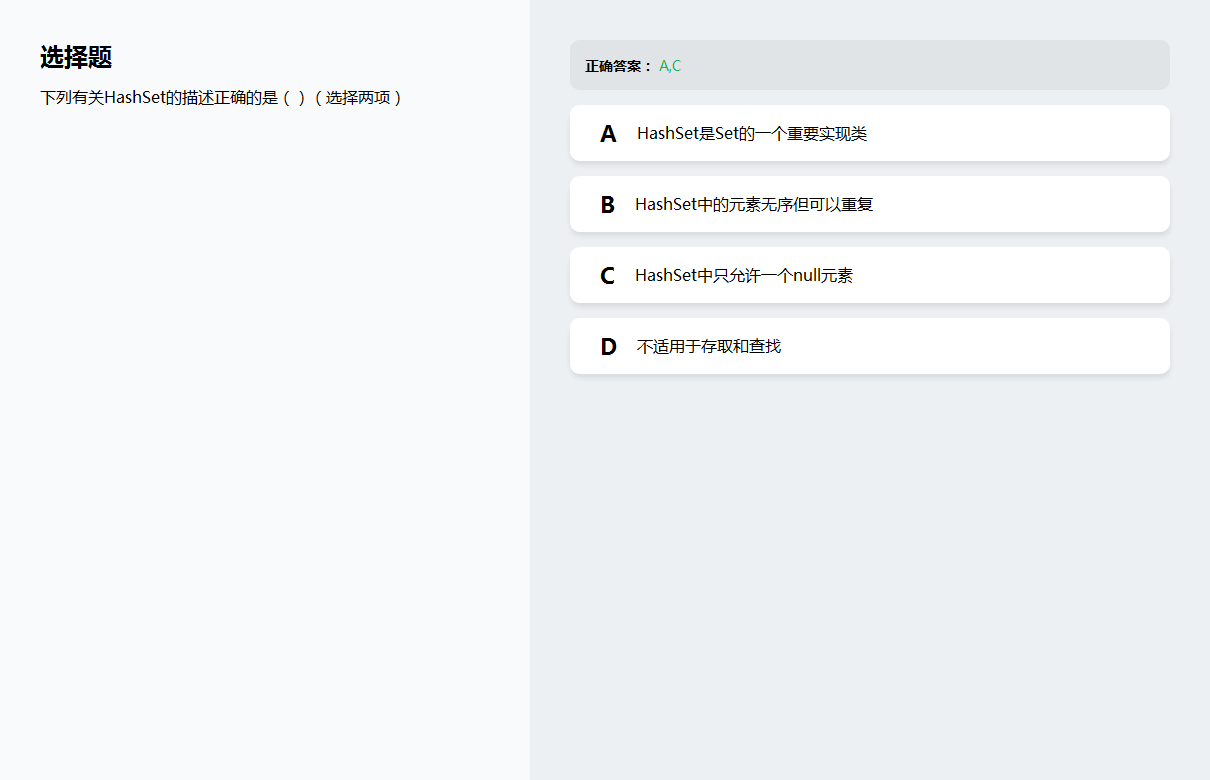 选择题
下列有关HashSet的描述正确的是（ ）（选择两项）
正确答案： A,C
A HashSet是Set的一个重要实现类
B HashSet中的元素无序但可以重复
C HashSet中只允许一个null元素
D 不适用于存取和查找